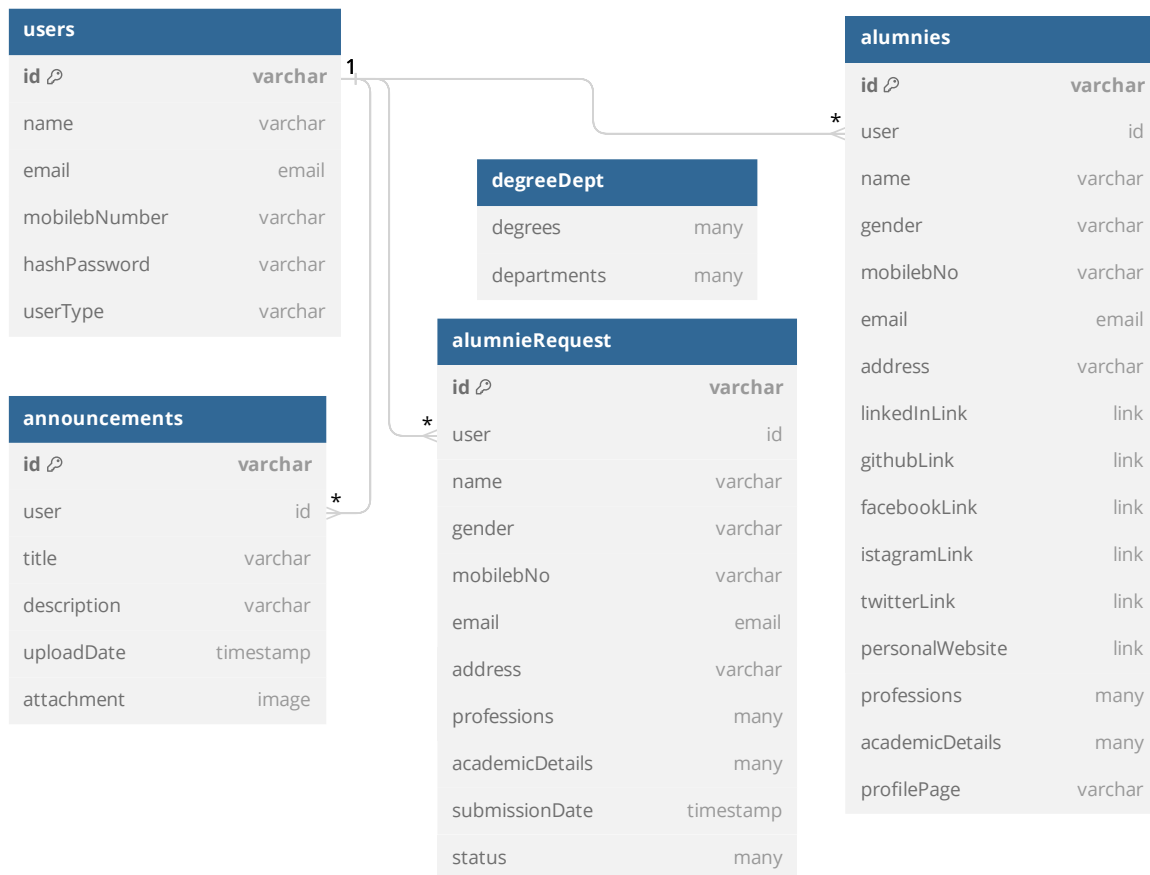 users
id varchar
name varchar
email email
mobilebNumber varchar
hashPassword varchar
userType varchar
1
*
*
*
announcements
id varchar
user id
title varchar
description varchar
uploadDate timestamp
attachment image
degreeDept
degrees many
departments many
alumnieRequest
id varchar
user id
name varchar
gender varchar
mobilebNo varchar
email email
address varchar
professions many
academicDetails many
submissionDate timestamp
status many
alumnies
id varchar
user id
name varchar
gender varchar
mobilebNo varchar
email email
address varchar
linkedInLink link
githubLink link
facebookLink link
istagramLink link
twitterLink link
personalWebsite link
professions many
academicDetails many
profilePage varchar